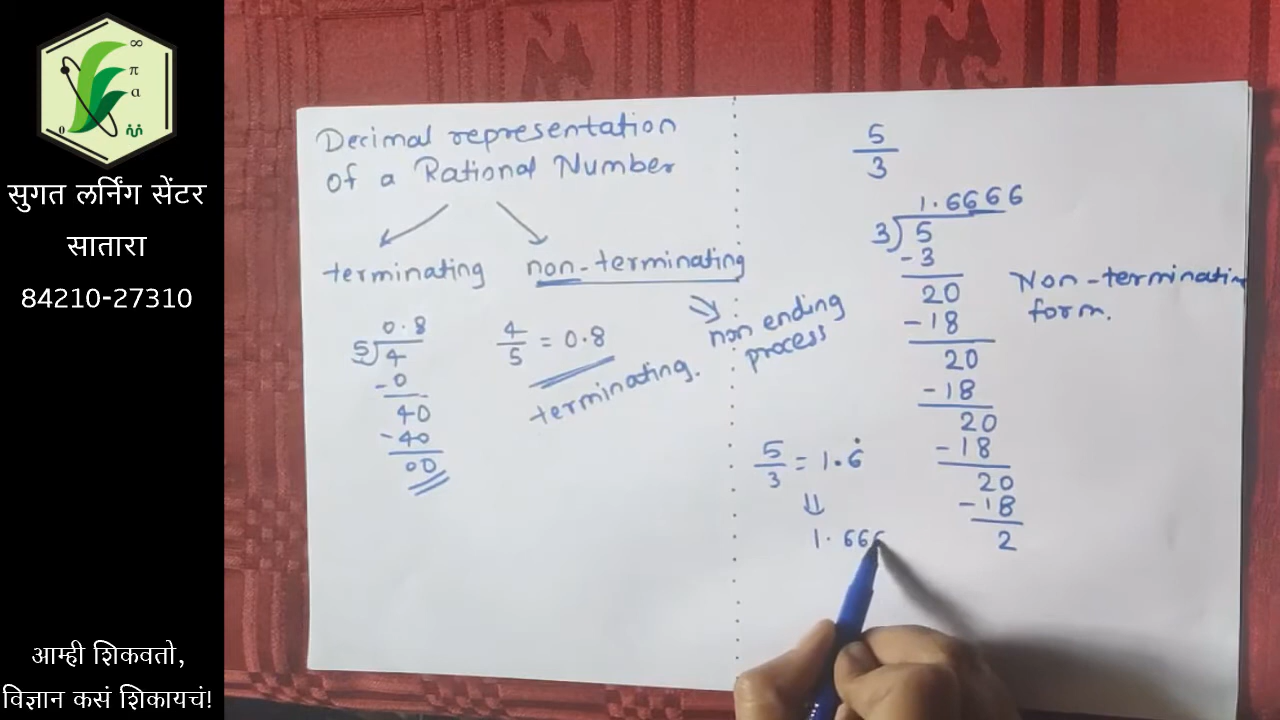 ∞
π
α
सुगत लर्निंग सेंटर
सातारा
84210-27310
आम्ही शिकवतो,
विज्ञान कसं शिकायचं!
Decimal representation
of a Rational Number
terminating
non-terminating
non ending
process
0.8
5)4
-0
40
-40
00
4/5 = 0.8
terminating.
5/3
1.6666
3)5
-3
20
-18
20
-18
20
-18
20
-18
2
Non-terminatin
form.
5/3 = 1.6̇
⇓
1.666